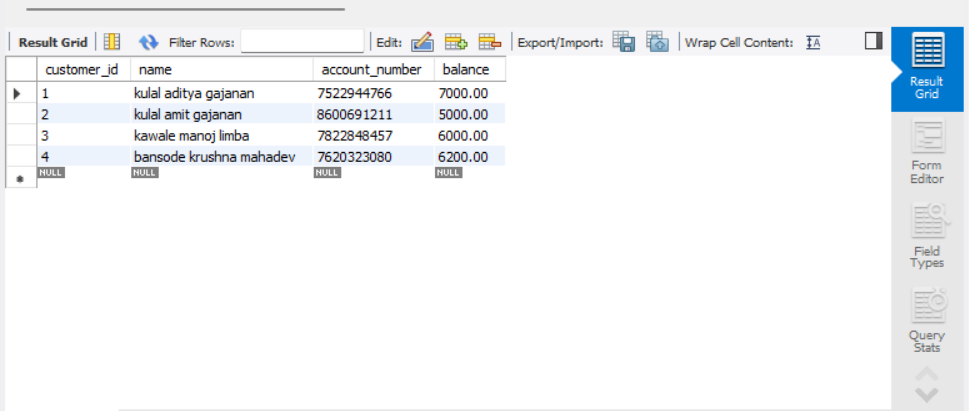 Result Grid Filter Rows: Edit: Export/Import: Wrap Cell Content: IA
customer_id name account_number balance
1 kulal aditya gajanan 7522944766 7000.00
2 kulal amit gajanan 8600691211 5000.00
3 kawale manoj limba 7822848457 6000.00
4 bansode krushna mahadev 7620323080 6200.00
NULL NULL NULL NULL
Result
Grid
Form
Editor
Field
Types
Query
Stats